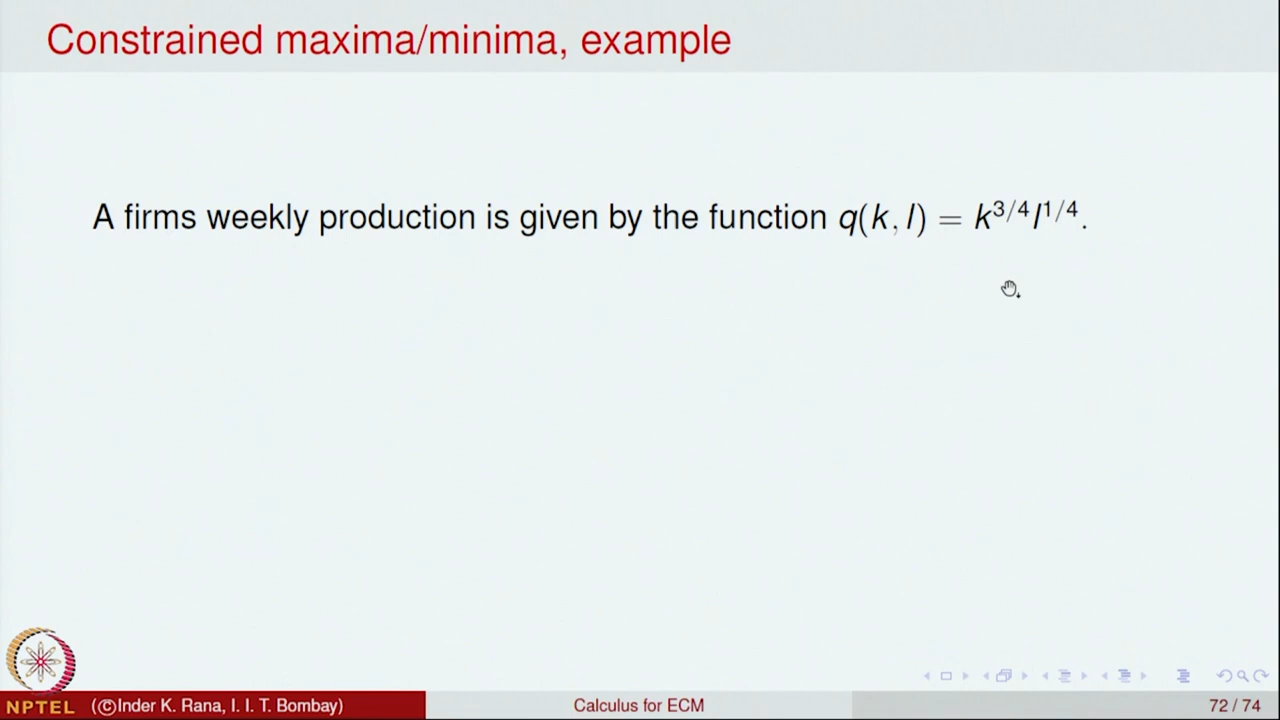 Constrained maxima/minima, example
A firms weekly production is given by the function q(k, l) = k^{3/4}l^{1/4}.
NPTEL (©Inder K. Rana, I. I. T. Bombay) Calculus for ECM 72 / 74